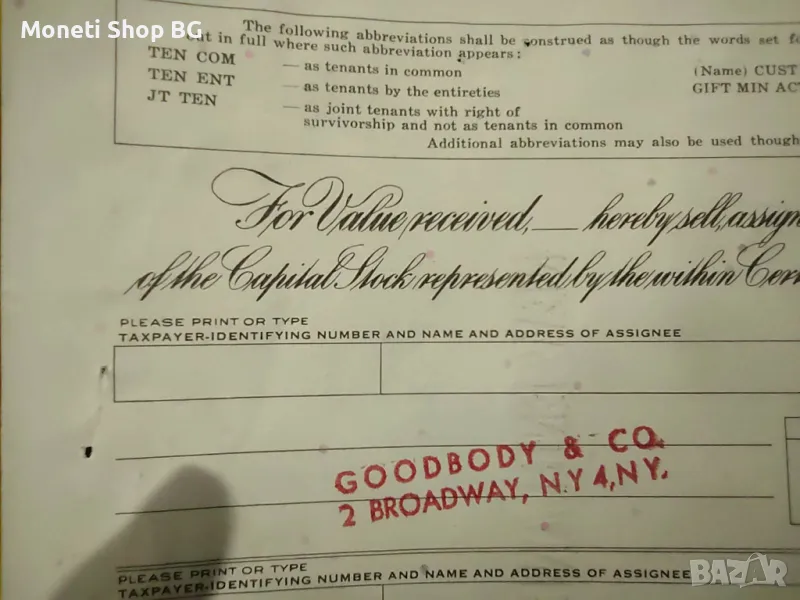 Moneti Shop BG
The following abbreviations shall be construed as though the words set fo
out in full where such abbreviation appears:
TEN COM — as tenants in common (Name) CUST
TEN ENT — as tenants by the entireties GIFT MIN ACT
JT TEN — as joint tenants with right of
survivorship and not as tenants in common
Additional abbreviations may also be used though
For Value received, ___ hereby sell, assign
of the Capital Stock represented by the within Cer
PLEASE PRINT OR TYPE
TAXPAYER-IDENTIFYING NUMBER AND NAME AND ADDRESS OF ASSIGNEE
GOODBODY & CO.
2 BROADWAY, N.Y 4, N.Y.
PLEASE PRINT OR TYPE
TAXPAYER-IDENTIFYING NUMBER AND NAME AND ADDRESS OF ASSIGNEE
BAZAR